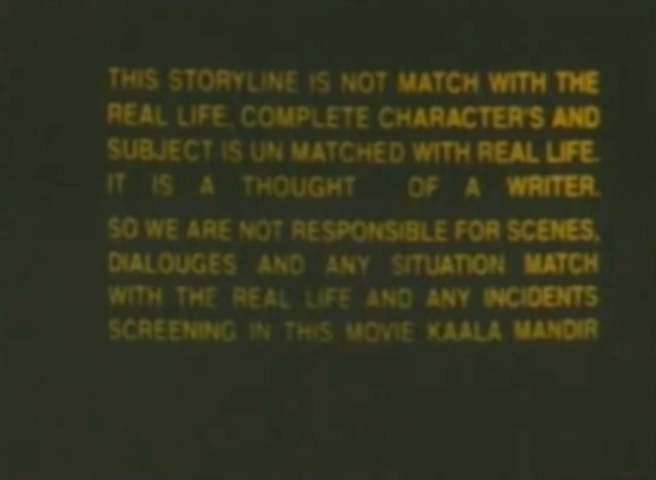 THIS STORYLINE IS NOT MATCH WITH THE
REAL LIFE. COMPLETE CHARACTER'S AND
SUBJECT IS UN MATCHED WITH REAL LIFE.
IT IS A THOUGHT OF A WRITER.
SO WE ARE NOT RESPONSIBLE FOR SCENES,
DIALOUGES AND ANY SITUATION MATCH
WITH THE REAL LIFE AND ANY INCIDENTS
SCREENING IN THIS MOVIE KAALA MANDIR